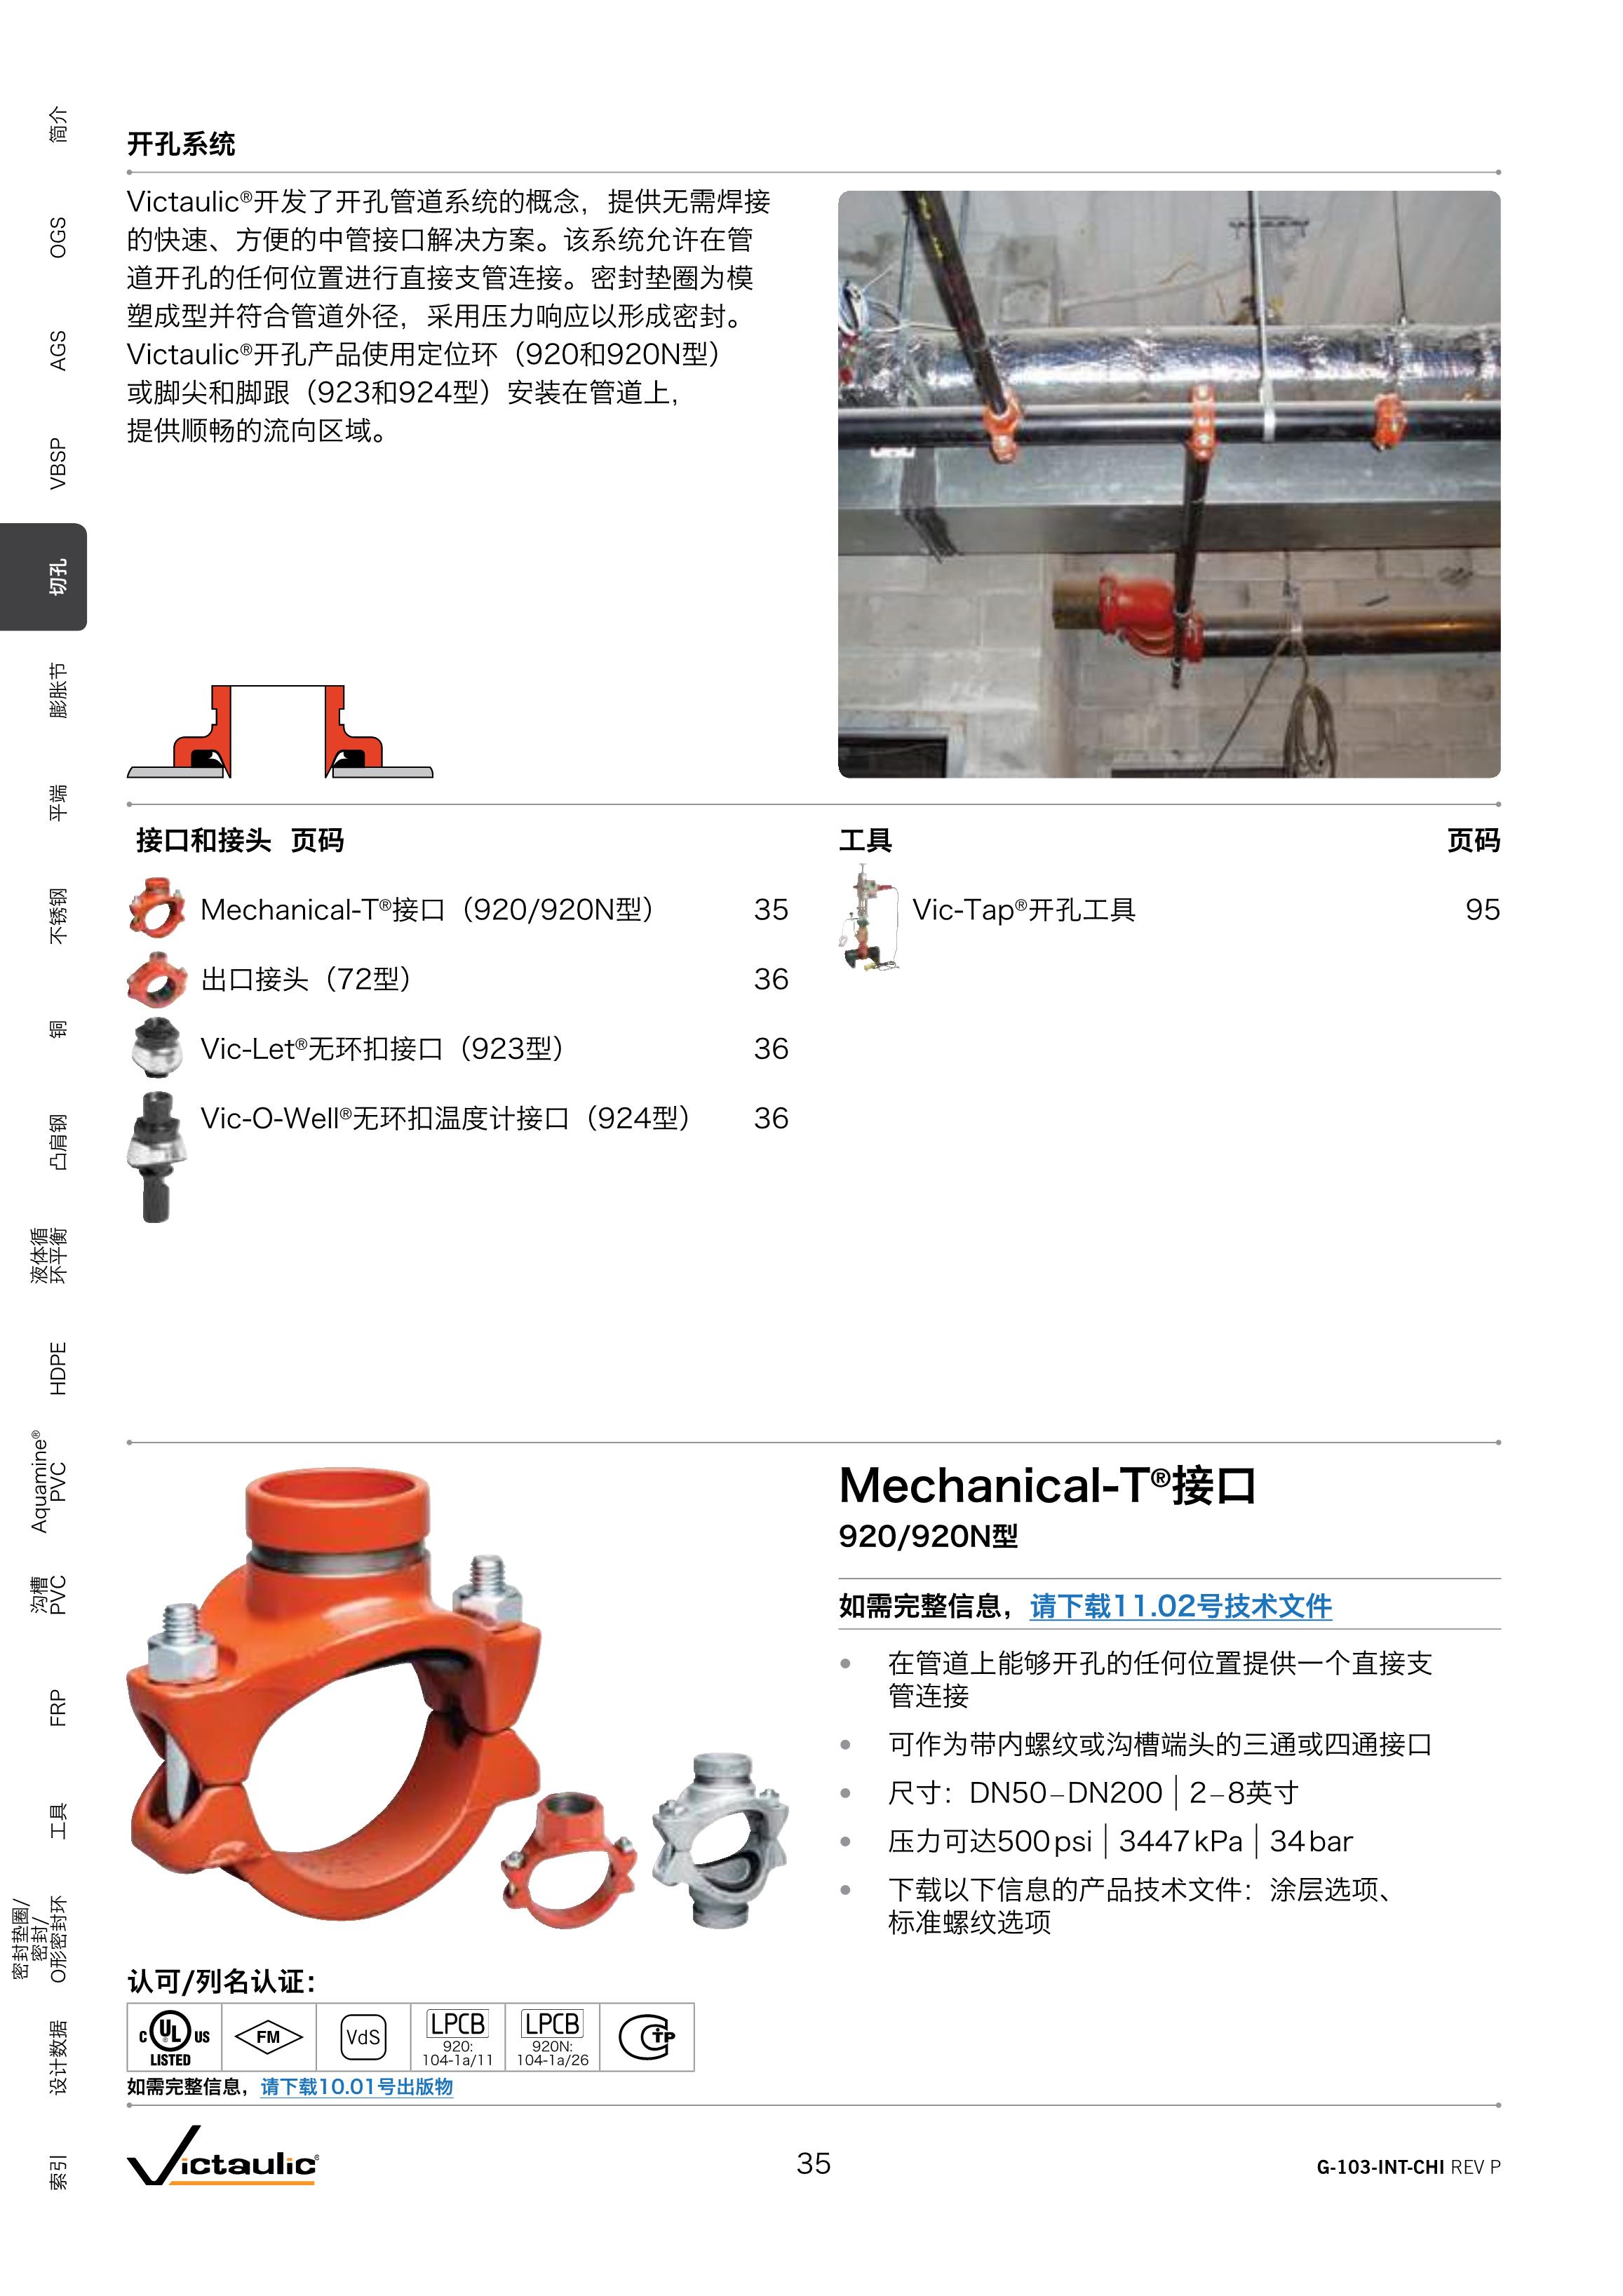 简介
OGS
AGS
VBSP
切孔
膨胀节
平端
不锈钢
铜
凸肩钢
液体循
环平衡
HDPE
Aquamine®
PVC
沟槽
PVC
FRP
工具
密封垫圈/
密封/
O形密封环
设计数据
索引
开孔系统
Victaulic®开发了开孔管道系统的概念，提供无需焊接
的快速、方便的中管接口解决方案。该系统允许在管
道开孔的任何位置进行直接支管连接。密封垫圈为模
塑成型并符合管道外径，采用压力响应以形成密封。
Victaulic®开孔产品使用定位环（920和920N型）
或脚尖和脚跟（923和924型）安装在管道上，
提供顺畅的流向区域。
接口和接头 页码
Mechanical-T®接口（920/920N型） 35
出口接头（72型） 36
Vic-Let®无环扣接口（923型） 36
Vic-O-Well®无环扣温度计接口（924型） 36
工具 页码
Vic-Tap®开孔工具 95
Mechanical-T®接口
920/920N型
如需完整信息，请下载11.02号技术文件
• 在管道上能够开孔的任何位置提供一个直接支
管连接
• 可作为带内螺纹或沟槽端头的三通或四通接口
• 尺寸：DN50–DN200 | 2–8英寸
• 压力可达500psi | 3447kPa | 34bar
• 下载以下信息的产品技术文件：涂层选项、
标准螺纹选项
认可/列名认证：
C UL US
LISTED
FM
VdS
LPCB
920:
104-1a/11
LPCB
920N:
104-1a/26
CTP
如需完整信息，请下载10.01号出版物
Victaulic®
35
G-103-INT-CHI REV P